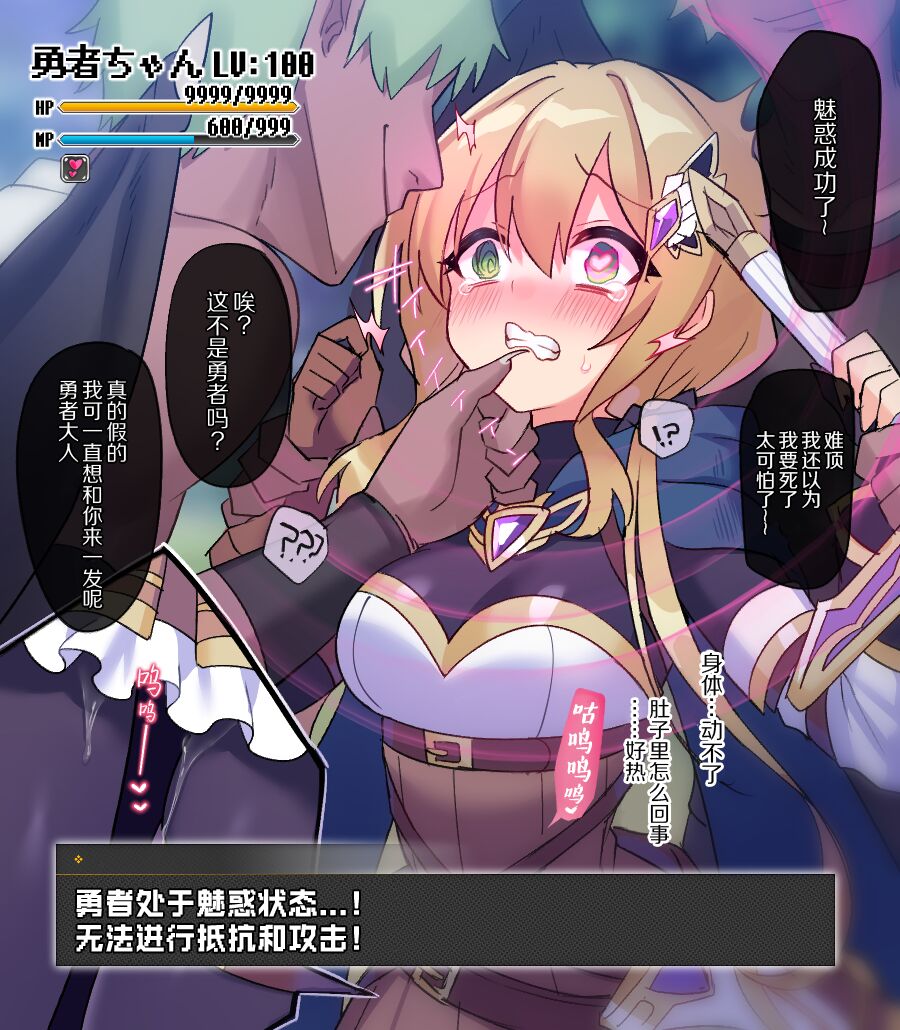 勇者ちゃん LV:100
HP 9999/9999
MP 600/999
魅惑成功了~
唉?
这不是勇者吗?
真的假的
我可一直想和你来一发呢
勇者大人
!?
难顶
我还以为
我要死了
太可怕了~~
???
身体…动不了
肚子里怎么回事
……好热
咕呜呜呜
呜呜
勇者处于魅惑状态...!
无法进行抵抗和攻击!